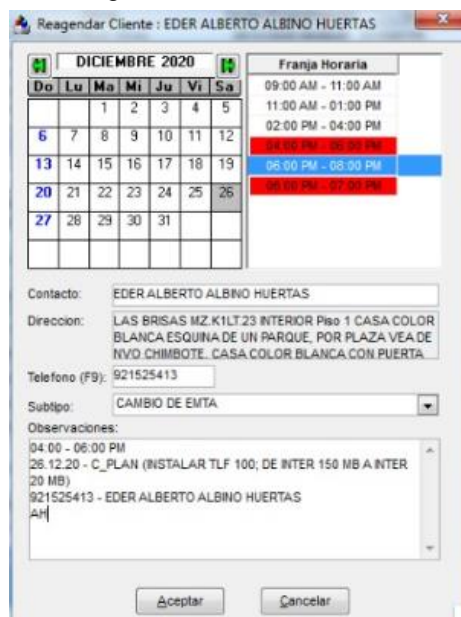 Reagendar Cliente : EDER ALBERTO ALBINO HUERTAS
DICIEMBRE 2020
Do Lu Ma Mi Ju Vi Sa
1 2 3 4 5
6 7 8 9 10 11 12
13 14 15 16 17 18 19
20 21 22 23 24 25 26
27 28 29 30 31
Franja Horaria
09:00 AM - 11:00 AM
11:00 AM - 01:00 PM
02:00 PM - 04:00 PM
04:00 PM - 06:00 PM
06:00 PM - 08:00 PM
06:00 PM - 07:00 PM
Contacto: EDER ALBERTO ALBINO HUERTAS
Direccion: LAS BRISAS MZ.K1LT.23 INTERIOR Piso 1 CASA COLOR
BLANCA ESQUINA DE UN PARQUE, POR PLAZA VEA DE
NVO CHIMBOTE. CASA COLOR BLANCA CON PUERTA
Telefono (F9): 921525413
Subtipo: CAMBIO DE EMTA
Observaciones:
04:00 - 06:00 PM
26.12.20 - C_PLAN (INSTALAR TLF 100; DE INTER 150 MB A INTER
20 MB)
921525413 - EDER ALBERTO ALBINO HUERTAS
AH
Aceptar Cancelar